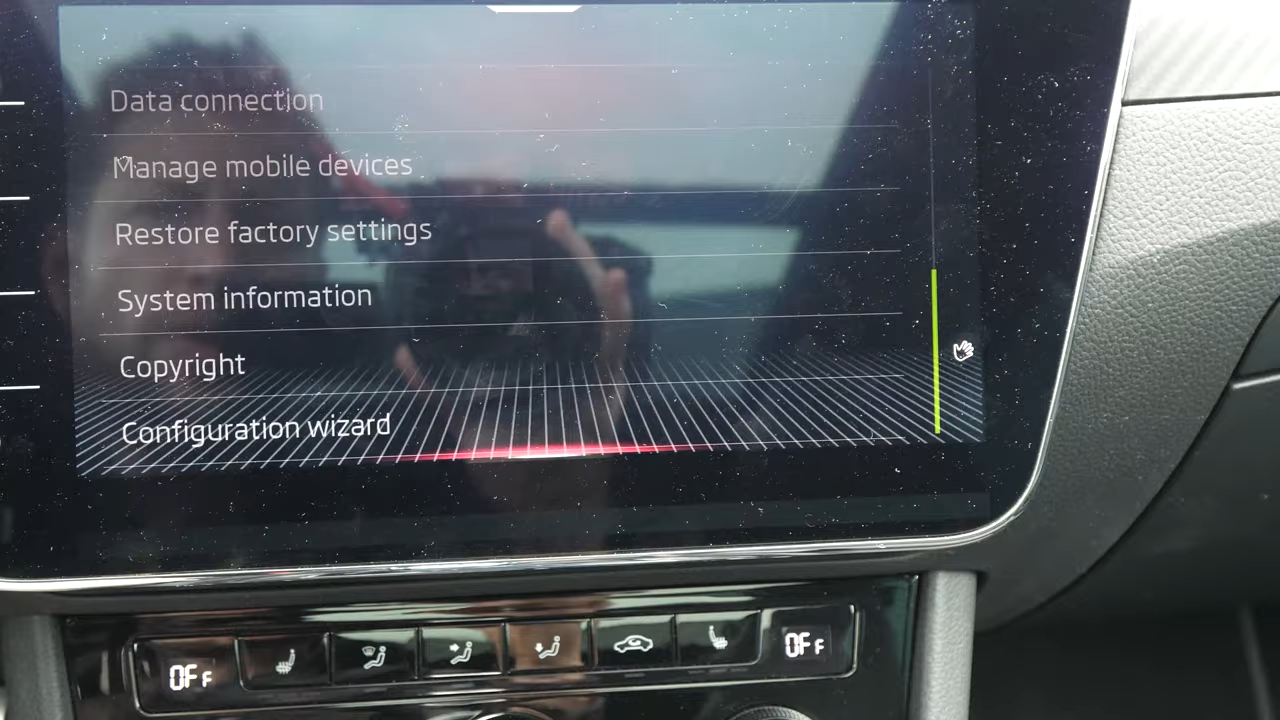 Data connection
Manage mobile devices
Restore factory settings
System information
Copyright
Configuration wizard
OFF OFF